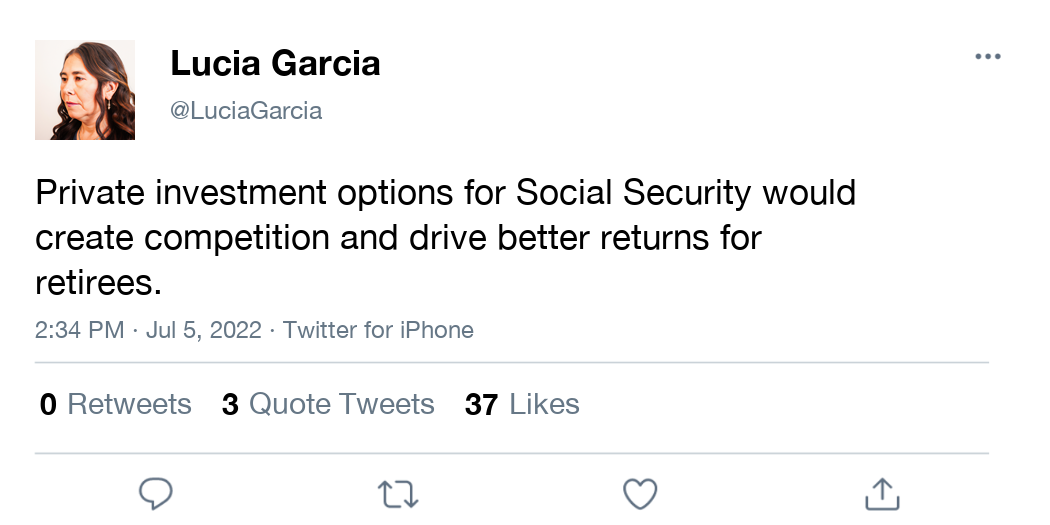 Lucia Garcia
@LuciaGarcia
Private investment options for Social Security would
create competition and drive better returns for
retirees.
2:34 PM · Jul 5, 2022 · Twitter for iPhone
0 Retweets 3 Quote Tweets 37 Likes